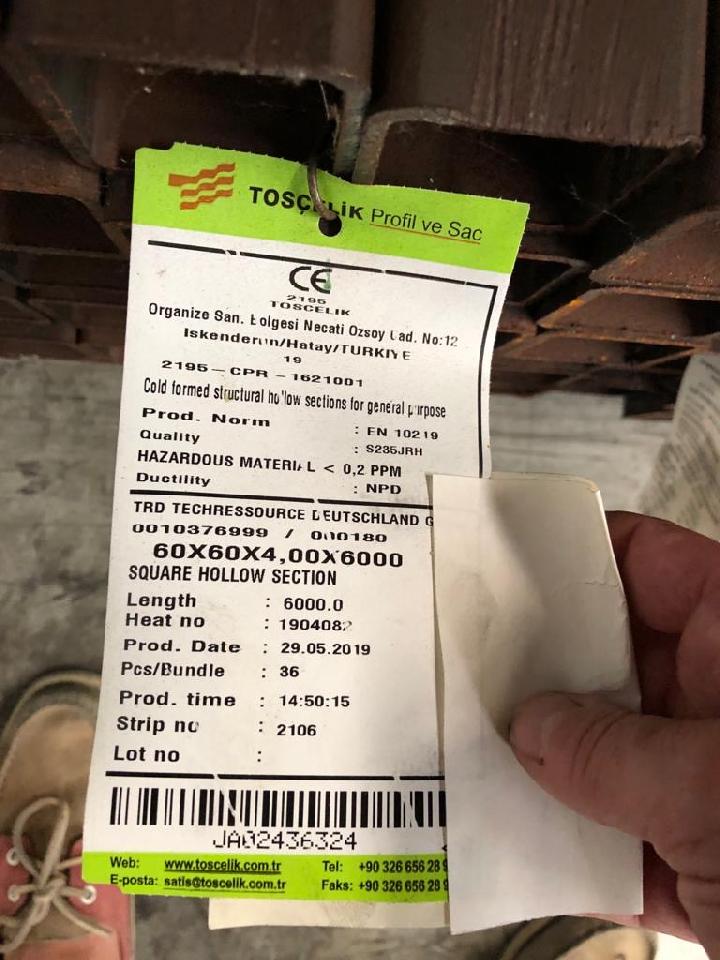 TOSÇELİK Profil ve Sac
CE
2195
TOSCELIK
Organize San. Bolgesi Necati Ozsoy Cad. No:12
Iskenderun/Hatay/TURKIYE
19
2195-CPR-1621001
Cold formed structural hollow sections for general purpose
Prod. Norm : EN 10219
Quality : S235JRH
HAZARDOUS MATERIAL < 0,2 PPM
Ductility : NPD
TRD TECHRESSOURCE DEUTSCHLAND G
0010376999 / 000180
60X60X4,00X6000
SQUARE HOLLOW SECTION
Length : 6000.0
Heat no : 1904082
Prod. Date : 29.05.2019
Pcs/Bundle : 36
Prod. time : 14:50:15
Strip no : 2106
Lot no :
JA02436324
Web: www.toscelik.com.tr Tel: +90 326 656 28 9
E-posta: satis@toscelik.com.tr Faks: +90 326 656 28 9